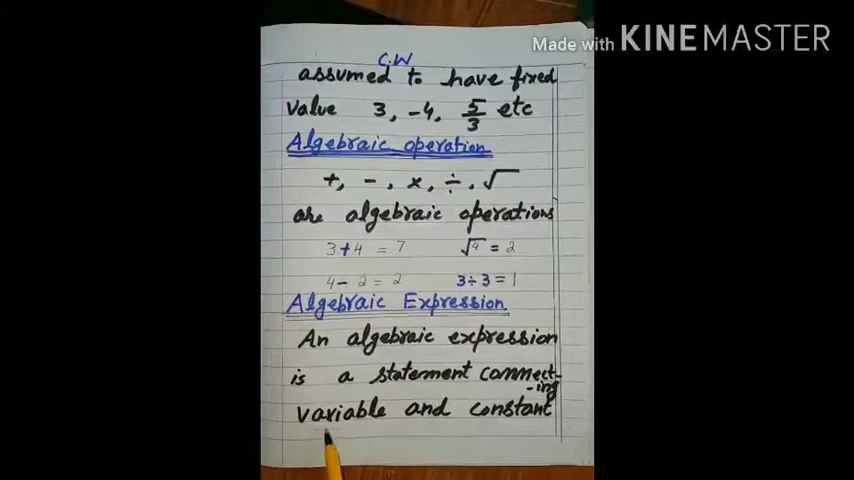 Made with KINEMASTER
C.W
assumed to have fixed
value 3, -4, 5/3 etc
Algebraic operation
+, -, ×, ÷, √
are algebraic operations
3+4 = 7 √4 = 2
4- 2 = 2 3÷3 = 1
Algebraic Expression
An algebraic expression
is a statement connect-
-ing
variable and constant